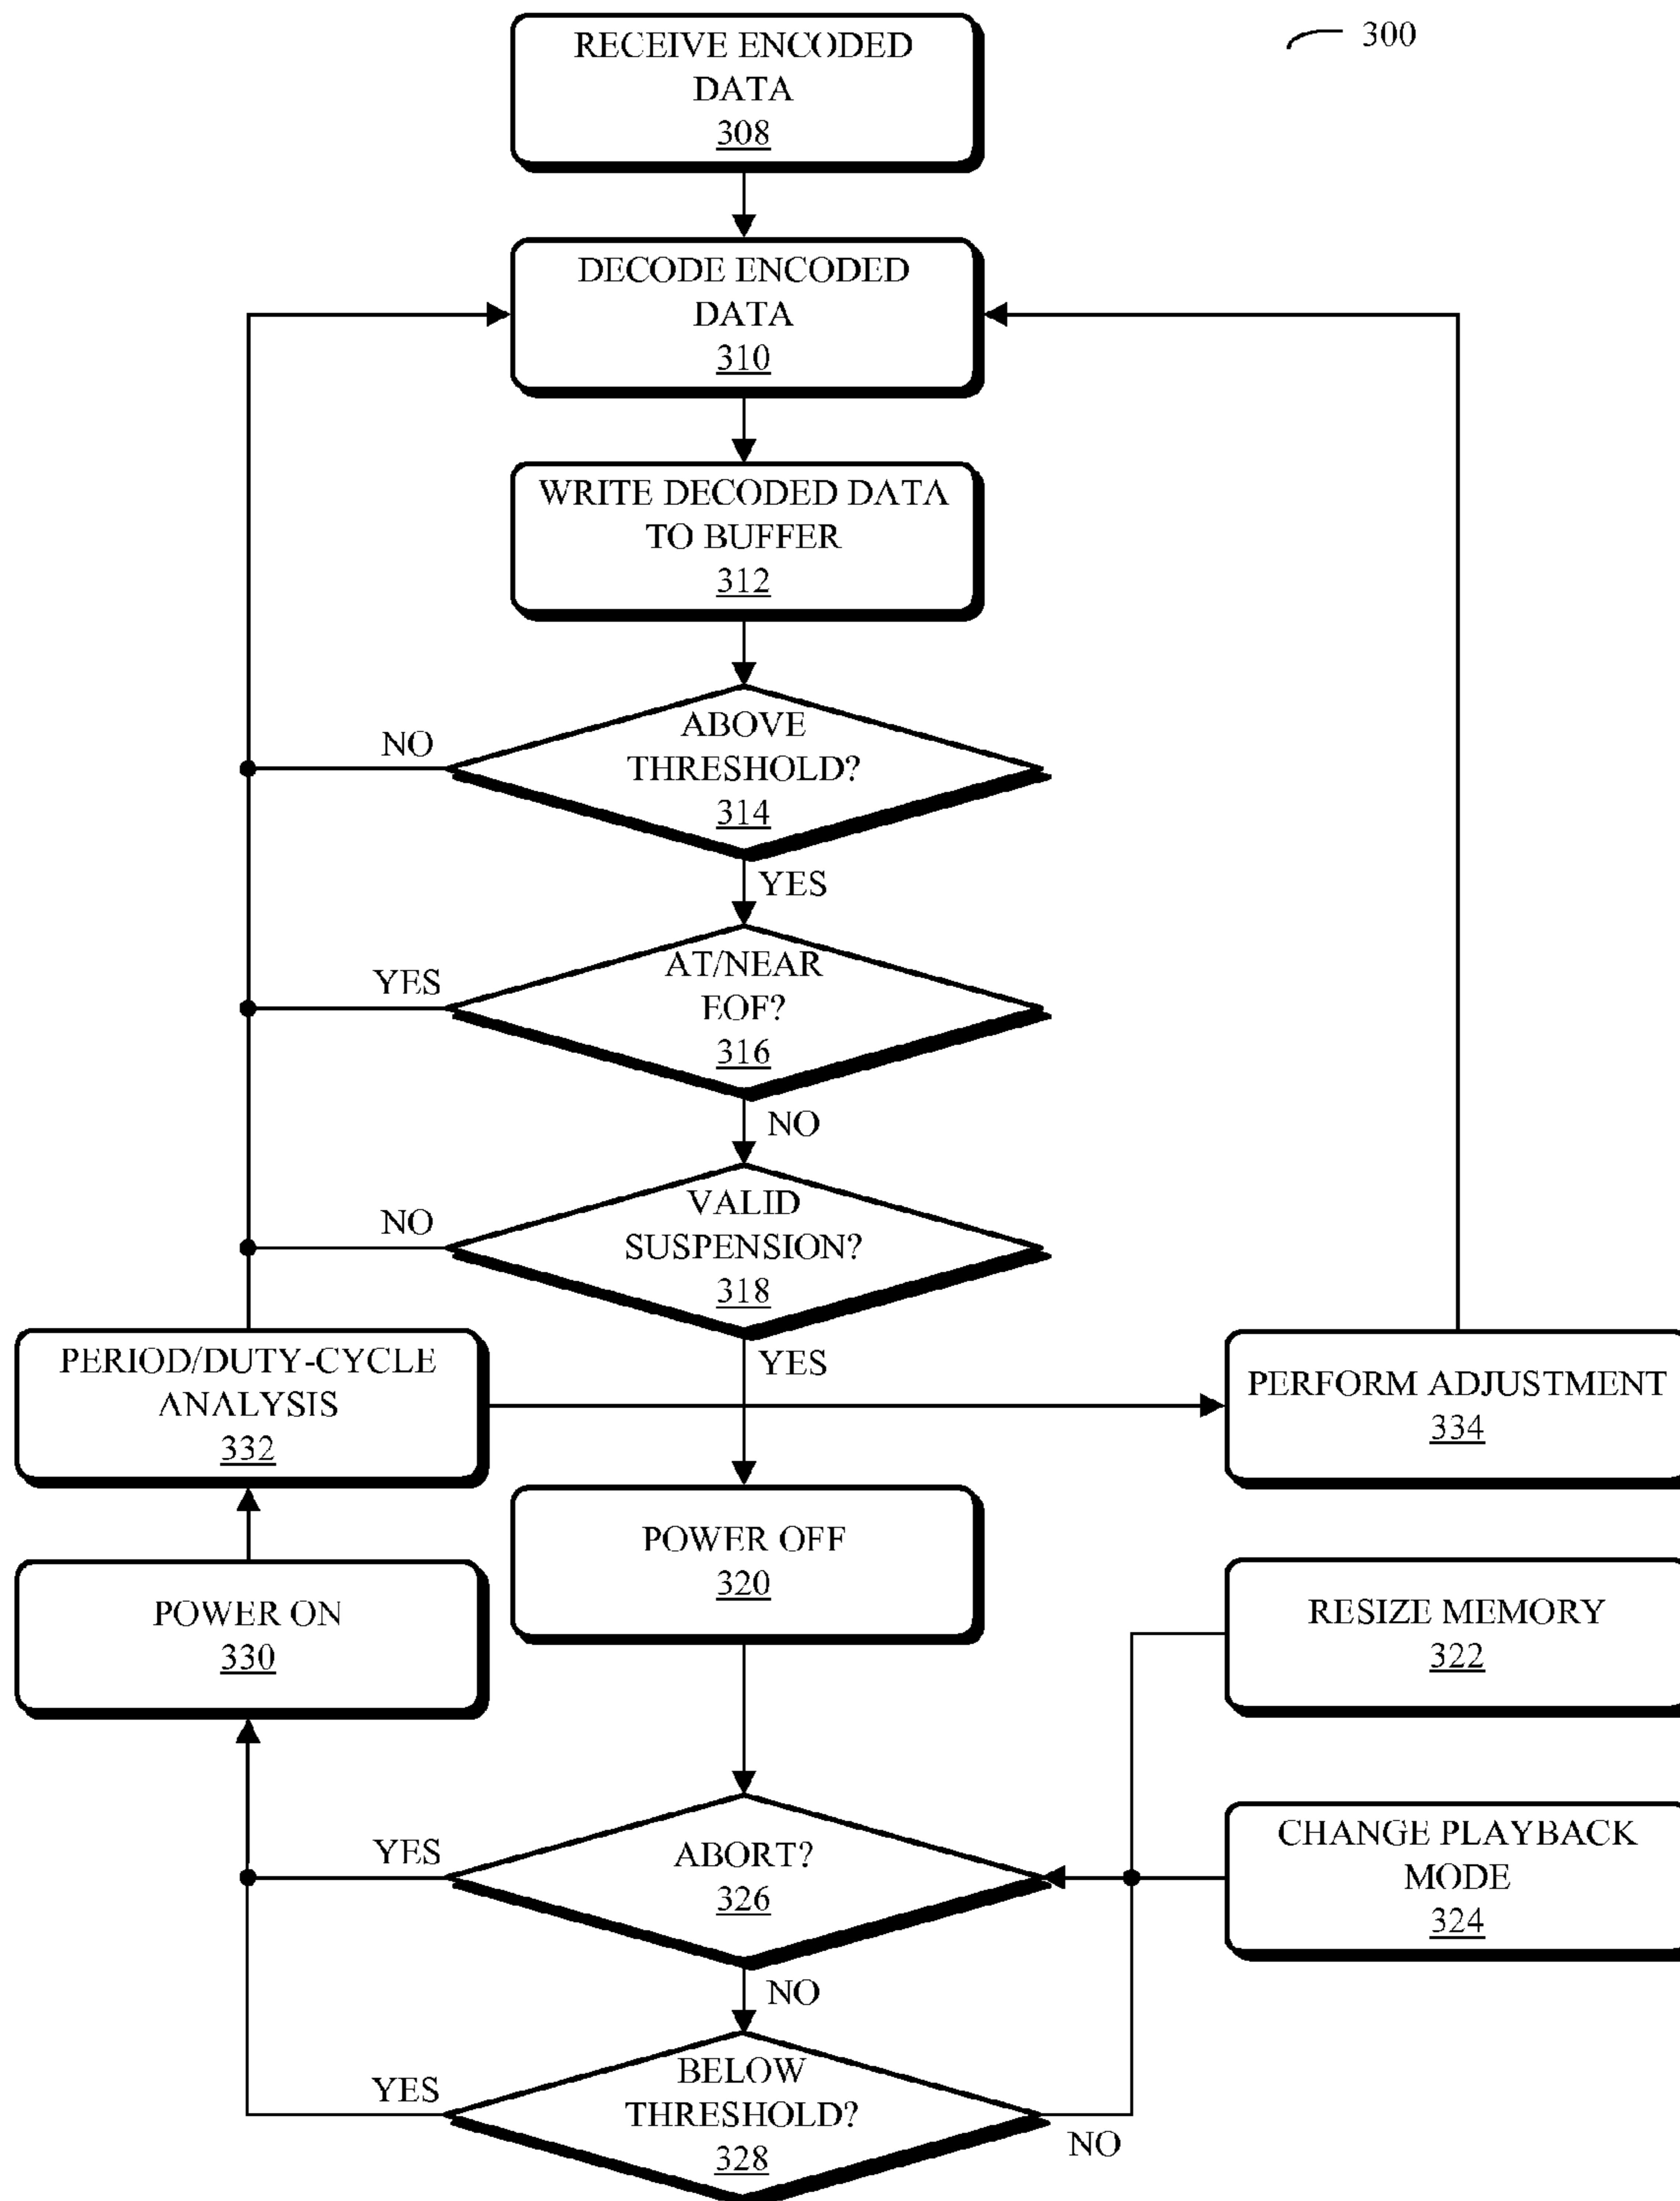 300
RECEIVE ENCODED
DATA
308
DECODE ENCODED
DATA
310
WRITE DECODED DATA
TO BUFFER
312
NO
ABOVE
THRESHOLD?
314
YES
YES
AT/NEAR
EOF?
316
NO
NO
VALID
SUSPENSION?
318
YES
PERIOD/DUTY-CYCLE
ANALYSIS
332
PERFORM ADJUSTMENT
334
POWER OFF
320
POWER ON
330
RESIZE MEMORY
322
YES
ABORT?
326
CHANGE PLAYBACK
MODE
324
NO
YES
BELOW
THRESHOLD?
328
NO